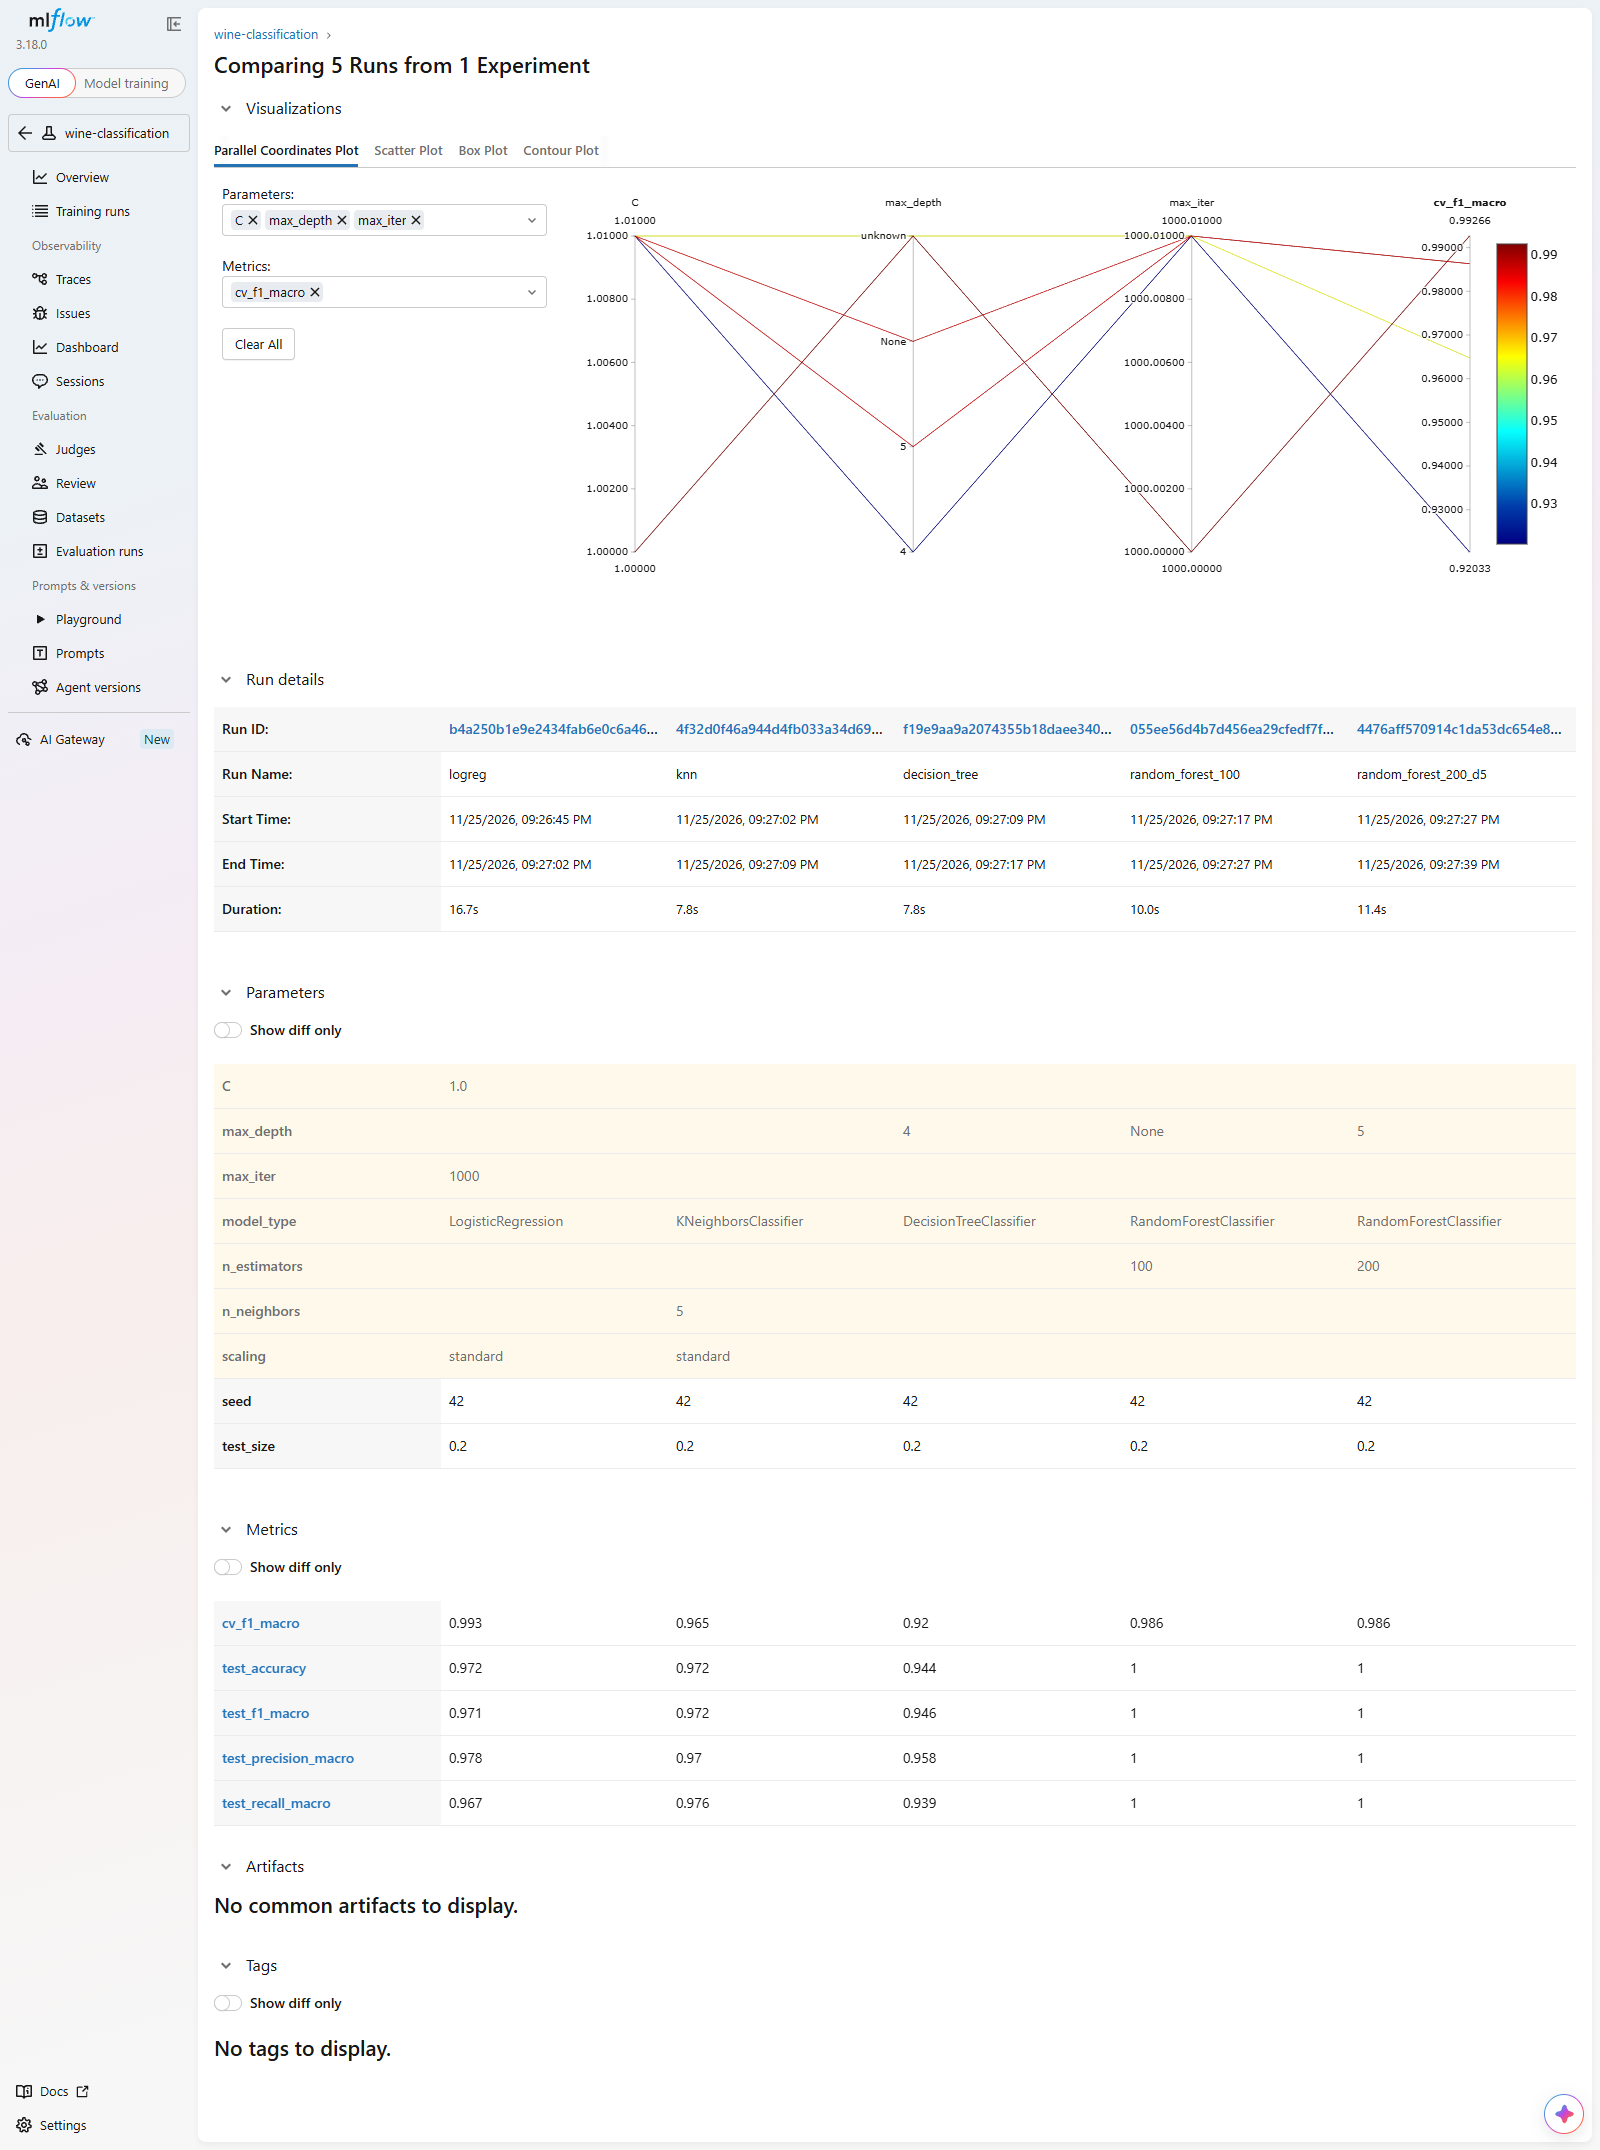 mlflow
3.18.0
GenAI Model training
wine-classification
Overview
Training runs
Observability
Traces
Issues
Dashboard
Sessions
Evaluation
Judges
Review
Datasets
Evaluation runs
Prompts & versions
Playground
Prompts
Agent versions
AI Gateway New
Docs
Settings
wine-classification
Comparing 5 Runs from 1 Experiment
Visualizations
Parallel Coordinates Plot Scatter Plot Box Plot Contour Plot
Parameters:
C max_depth max_iter
Metrics:
cv_f1_macro
Clear All
C
1.01000
1.01000
1.00800
1.00600
1.00400
1.00200
1.00000
1.00000
max_depth
unknown
None
5
4
max_iter
1000.01000
1000.01000
1000.00800
1000.00600
1000.00400
1000.00200
1000.00000
1000.00000
cv_f1_macro
0.99266
0.99000
0.98000
0.97000
0.96000
0.95000
0.94000
0.93000
0.92033
0.99
0.98
0.97
0.96
0.95
0.94
0.93
Run details
Run ID: b4a250b1e9e2434fab6e0c6a46... 4f32d0f46a944d4fb033a34d69... f19e9aa9a2074355b18daee340... 055ee56d4b7d456ea29cfedf7f... 4476aff570914c1da53dc654e8...
Run Name: logreg knn decision_tree random_forest_100 random_forest_200_d5
Start Time: 11/25/2026, 09:26:45 PM 11/25/2026, 09:27:02 PM 11/25/2026, 09:27:09 PM 11/25/2026, 09:27:17 PM 11/25/2026, 09:27:27 PM
End Time: 11/25/2026, 09:27:02 PM 11/25/2026, 09:27:09 PM 11/25/2026, 09:27:17 PM 11/25/2026, 09:27:27 PM 11/25/2026, 09:27:39 PM
Duration: 16.7s 7.8s 7.8s 10.0s 11.4s
Parameters
Show diff only
C 1.0
max_depth 4 None 5
max_iter 1000
model_type LogisticRegression KNeighborsClassifier DecisionTreeClassifier RandomForestClassifier RandomForestClassifier
n_estimators 100 200
n_neighbors 5
scaling standard standard
seed 42 42 42 42 42
test_size 0.2 0.2 0.2 0.2 0.2
Metrics
Show diff only
cv_f1_macro 0.993 0.965 0.92 0.986 0.986
test_accuracy 0.972 0.972 0.944 1 1
test_f1_macro 0.971 0.972 0.946 1 1
test_precision_macro 0.978 0.97 0.958 1 1
test_recall_macro 0.967 0.976 0.939 1 1
Artifacts
No common artifacts to display.
Tags
Show diff only
No tags to display.